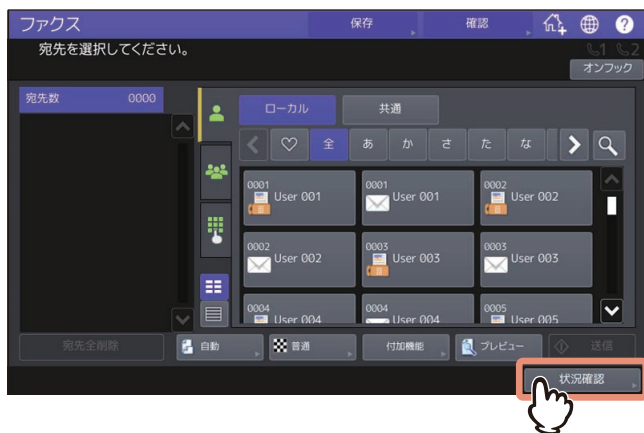 ファクス 保存 確認 ?
宛先を選択してください。 1 2
オンフック
宛先数 0000
ローカル 共通
全 あ か さ た な
0001 User 001 0001 User 001 0002 User 002
0002 User 002 0003 User 003 0003 User 003
0004 User 004 0004 User 004 0005 User 005
宛先全削除 自動 普通 付加機能 プレビュー 送信
状況確認